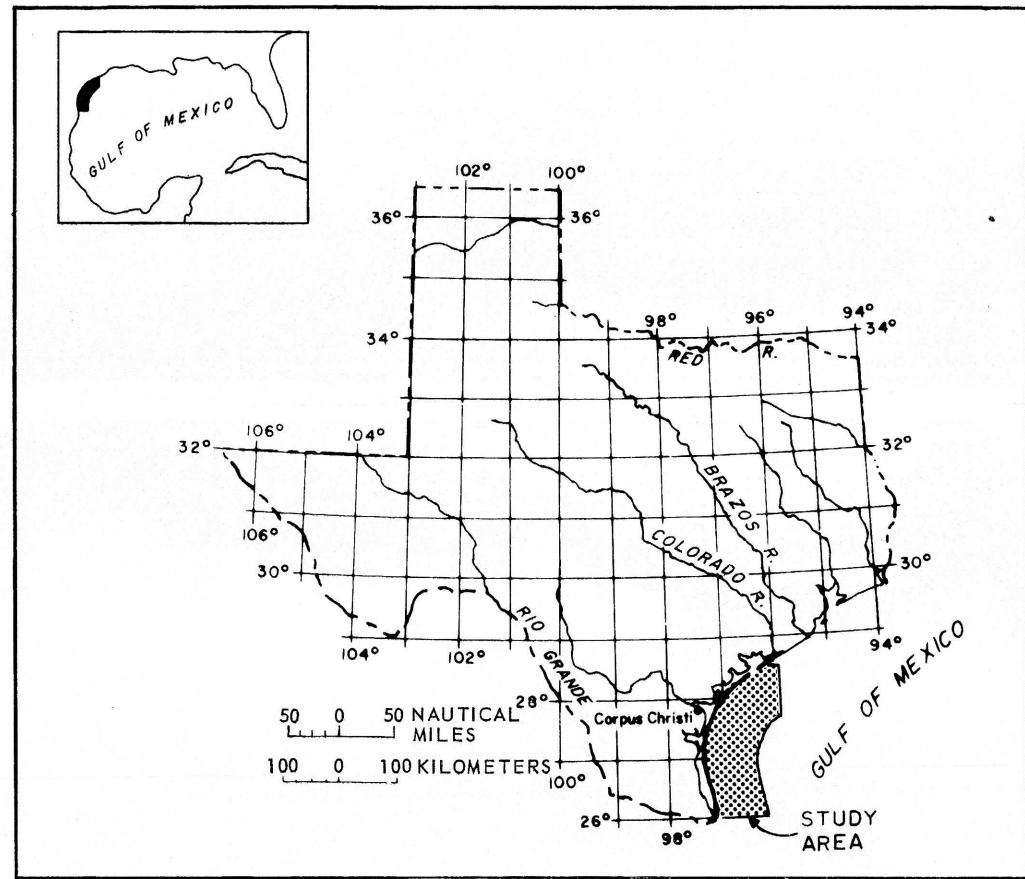 GULF OF MEXICO
102° 100°
36° 36°
98° 96° 94°
34° 34°
RED R.
106° 104°
32° 32°
BRAZOS R.
COLORADO R.
106°
30° 30°
RIO GRANDE
104° 102° 94°
GULF OF MEXICO
28°
Corpus Christi
50 0 50 NAUTICAL
MILES
100 0 100 KILOMETERS
100°
26°
98°
STUDY
AREA